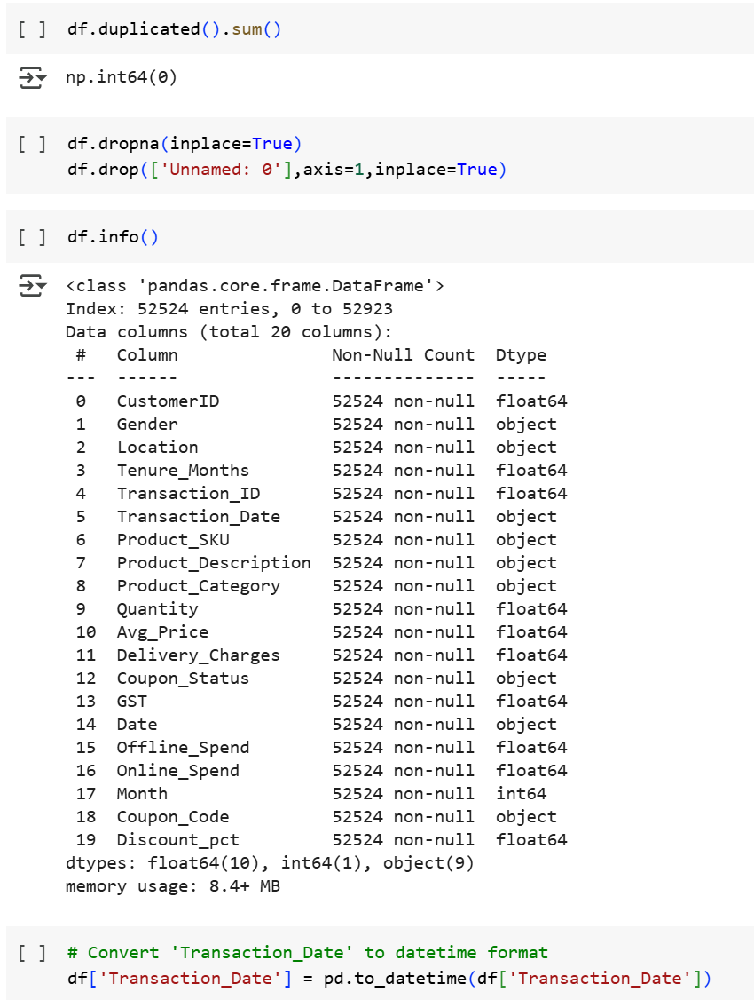 [ ] df.duplicated().sum()
np.int64(0)
[ ] df.dropna(inplace=True)
df.drop(['Unnamed: 0'],axis=1,inplace=True)
[ ] df.info()
<class 'pandas.core.frame.DataFrame'>
Index: 52524 entries, 0 to 52923
Data columns (total 20 columns):
 #   Column               Non-Null Count  Dtype
---  ------               --------------  -----
 0   CustomerID           52524 non-null  float64
 1   Gender               52524 non-null  object
 2   Location             52524 non-null  object
 3   Tenure_Months        52524 non-null  float64
 4   Transaction_ID       52524 non-null  float64
 5   Transaction_Date     52524 non-null  object
 6   Product_SKU          52524 non-null  object
 7   Product_Description  52524 non-null  object
 8   Product_Category     52524 non-null  object
 9   Quantity             52524 non-null  float64
 10  Avg_Price            52524 non-null  float64
 11  Delivery_Charges     52524 non-null  float64
 12  Coupon_Status        52524 non-null  object
 13  GST                  52524 non-null  float64
 14  Date                 52524 non-null  object
 15  Offline_Spend        52524 non-null  float64
 16  Online_Spend         52524 non-null  float64
 17  Month                52524 non-null  int64
 18  Coupon_Code          52524 non-null  object
 19  Discount_pct         52524 non-null  float64
dtypes: float64(10), int64(1), object(9)
memory usage: 8.4+ MB
[ ] # Convert 'Transaction_Date' to datetime format
df['Transaction_Date'] = pd.to_datetime(df['Transaction_Date'])